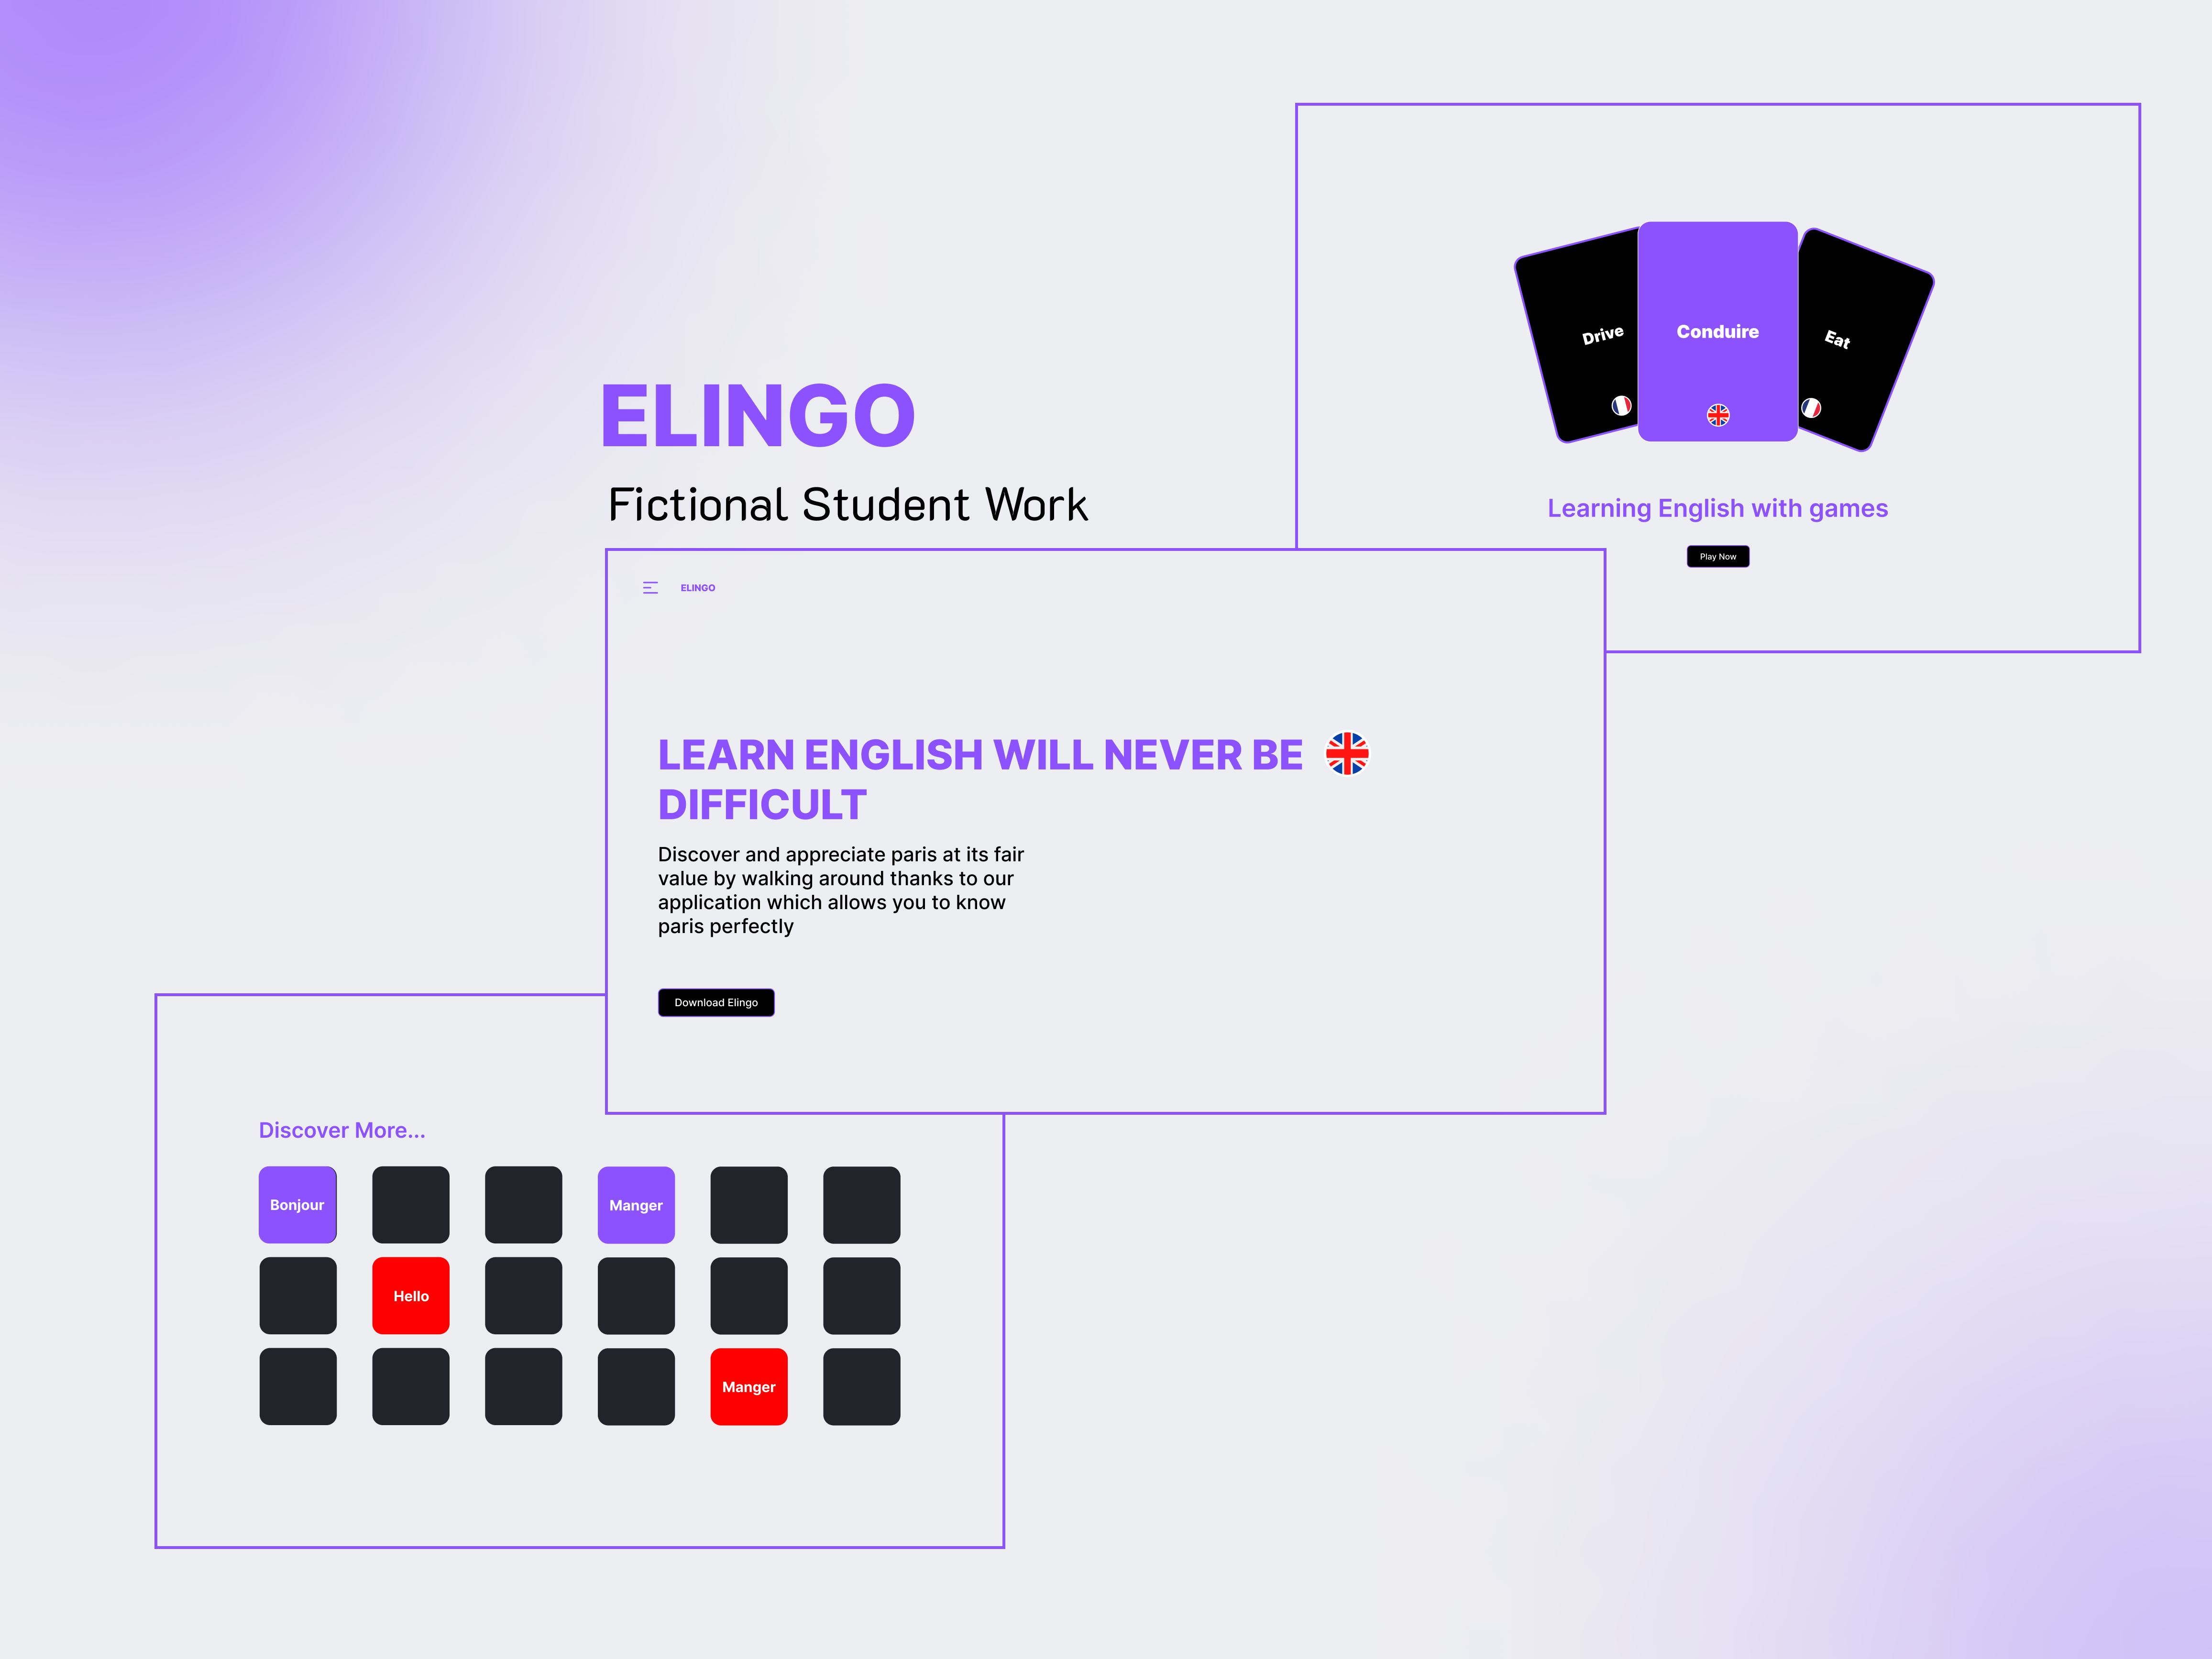 ELINGO
Fictional Student Work
Drive
Conduire
Eat
Learning English with games
Play Now
ELINGO
LEARN ENGLISH WILL NEVER BE
DIFFICULT
Discover and appreciate paris at its fair
value by walking around thanks to our
application which allows you to know
paris perfectly
Download Elingo
Discover More...
Bonjour
Manger
Hello
Manger